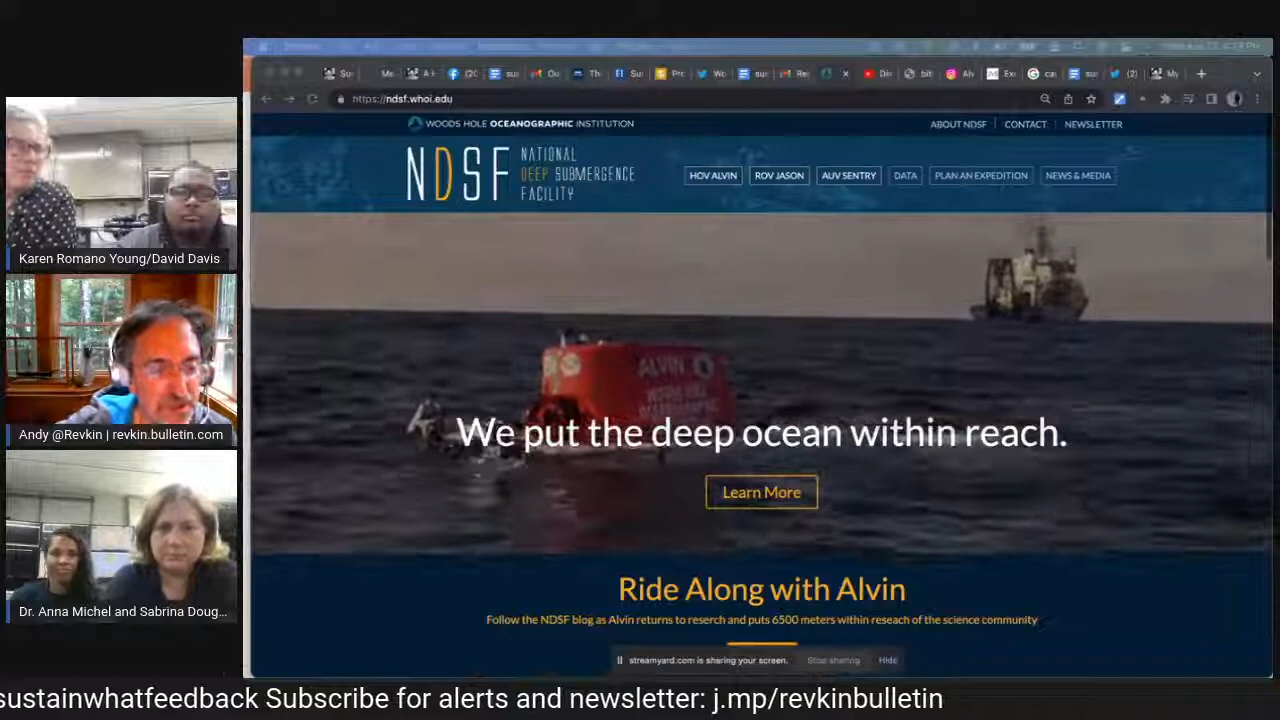 https://ndsf.whoi.edu
WOODS HOLE OCEANOGRAPHIC INSTITUTION
ABOUT NDSF
CONTACT
NEWSLETTER
NDSF
NATIONAL
DEEP SUBMERGENCE
FACILITY
HOV ALVIN
ROV JASON
AUV SENTRY
DATA
PLAN AN EXPEDITION
NEWS & MEDIA
ALVIN
Karen Romano Young/David Davis
Andy @Revkin | revkin.bulletin.com
We put the deep ocean within reach.
Learn More
Ride Along with Alvin
Dr. Anna Michel and Sabrina Doug...
Follow the NDSF blog as Alvin returns to reserch and puts 6500 meters within reseach of the science community
streamyard.com is sharing your screen.
Stop sharing
Hide
sustainwhatfeedback Subscribe for alerts and newsletter: j.mp/revkinbulletin